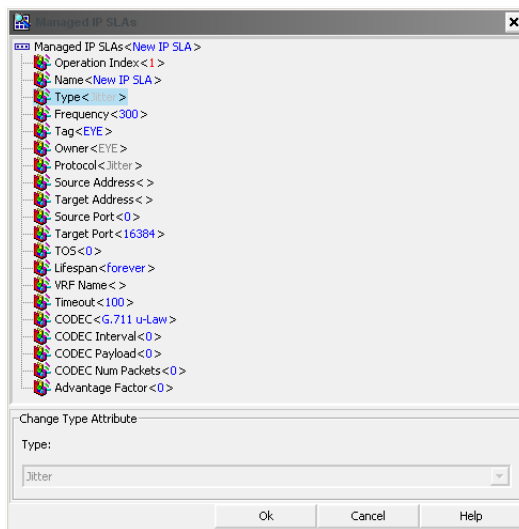 Managed IP SLAs
Managed IP SLAs<New IP SLA>
Operation Index<1>
Name<New IP SLA>
Type<Jitter>
Frequency<300>
Tag<EYE>
Owner<EYE>
Protocol<Jitter>
Source Address< >
Target Address< >
Source Port<0>
Target Port<16384>
TOS<0>
Lifespan<forever>
VRF Name< >
Timeout<100>
CODEC<G.711 u-Law>
CODEC Interval<0>
CODEC Payload<0>
CODEC Num Packets<0>
Advantage Factor<0>
Change Type Attribute
Type:
Jitter
Ok Cancel Help